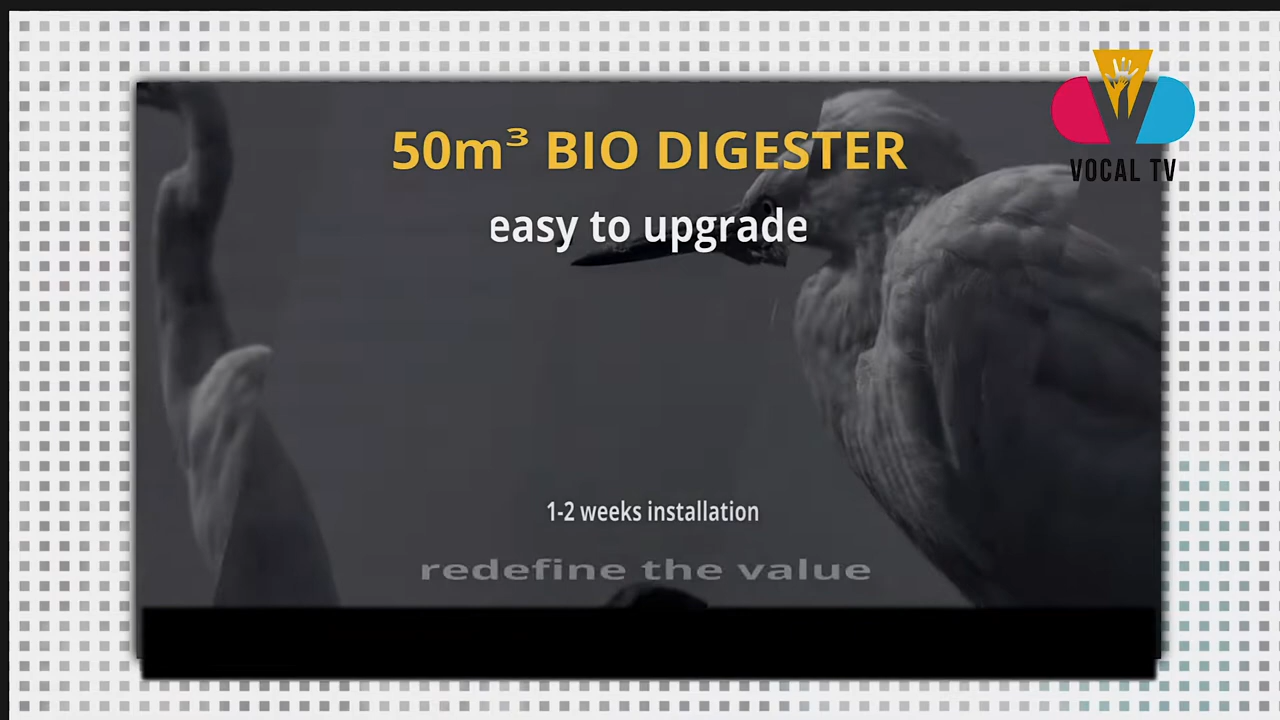 50m³ BIO DIGESTER
easy to upgrade
1-2 weeks installation
redefine the value
VOCAL TV